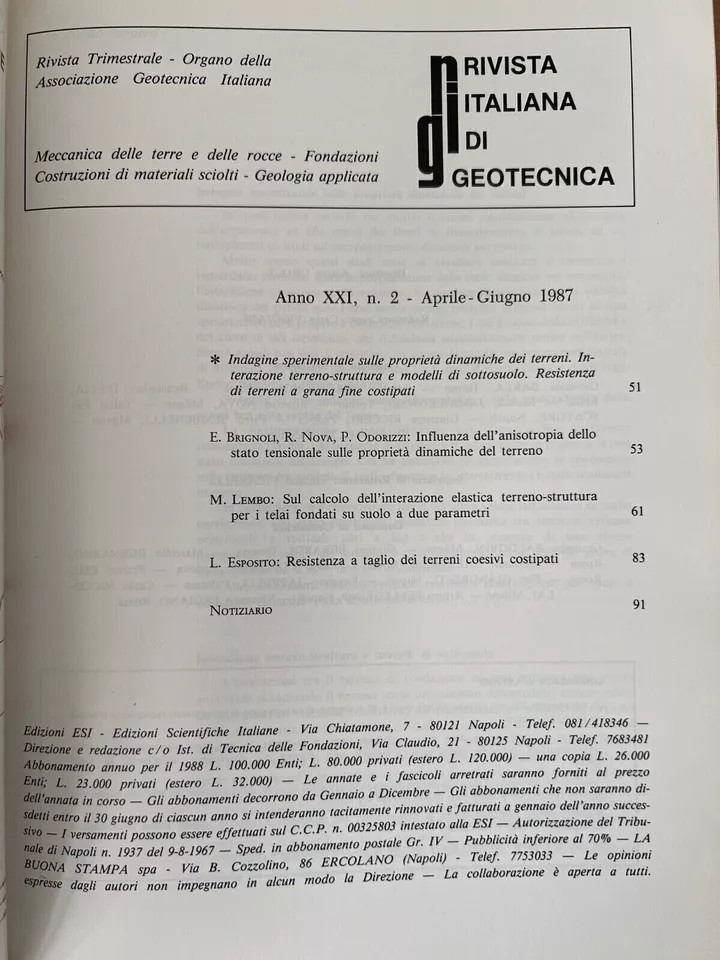 Rivista Trimestrale - Organo della
Associazione Geotecnica Italiana
Meccanica delle terre e delle rocce - Fondazioni
Costruzioni di materiali sciolti - Geologia applicata
RIVISTA
ITALIANA
DI
GEOTECNICA
Anno XXI, n. 2 - Aprile-Giugno 1987
* Indagine sperimentale sulle proprietà dinamiche dei terreni. In-
terazione terreno-struttura e modelli di sottosuolo. Resistenza
di terreni a grana fine costipati 51
E. BRIGNOLI, R. NOVA, P. ODORIZZI: Influenza dell'anisotropia dello
stato tensionale sulle proprietà dinamiche del terreno 53
M. LEMBO: Sul calcolo dell'interazione elastica terreno-struttura
per i telai fondati su suolo a due parametri 61
L. ESPOSITO: Resistenza a taglio dei terreni coesivi costipati 83
NOTIZIARIO 91
Edizioni ESI - Edizioni Scientifiche Italiane - Via Chiatamone, 7 - 80121 Napoli - Telef. 081/418346 —
Direzione e redazione c/o Ist. di Tecnica delle Fondazioni, Via Claudio, 21 - 80125 Napoli - Telef. 7683481
Abbonamento annuo per il 1988 L. 100.000 Enti; L. 80.000 privati (estero L. 120.000) — una copia L. 26.000
Enti; L. 23.000 privati (estero L. 32.000) — Le annate e i fascicoli arretrati saranno forniti al prezzo
dell'annata in corso — Gli abbonamenti decorrono da Gennaio a Dicembre — Gli abbonamenti che non saranno di-
sdetti entro il 30 giugno di ciascun anno si intenderanno tacitamente rinnovati e fatturati a gennaio dell'anno succes-
sivo — I versamenti possono essere effettuati sul C.C.P. n. 00325803 intestato alla ESI — Autorizzazione del Tribu-
nale di Napoli n. 1937 del 9-8-1967 — Sped. in abbonamento postale Gr. IV — Pubblicità inferiore al 70% — LA
BUONA STAMPA spa - Via B. Cozzolino, 86 ERCOLANO (Napoli) - Telef. 7753033 — Le opinioni
espresse dagli autori non impegnano in alcun modo la Direzione — La collaborazione è aperta a tutti.